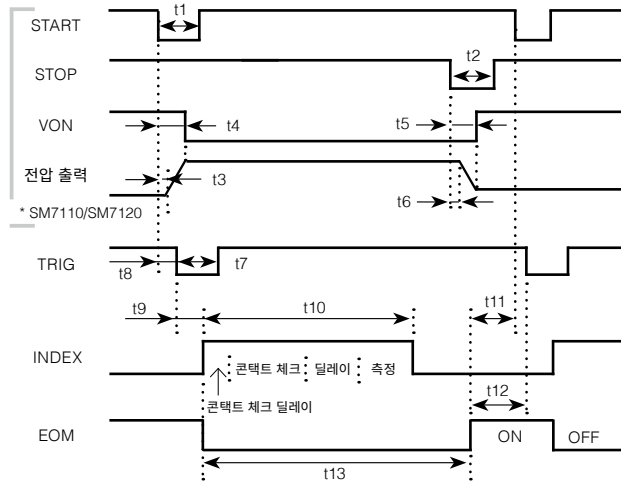 START
t1
STOP
t2
VON
t4
t5
전압 출력
t3
t6
* SM7110/SM7120
TRIG
t8
t7
t9
t10
t11
INDEX
콘택트 체크
딜레이
측정
콘택트 체크 딜레이
t12
EOM
ON
OFF
t13